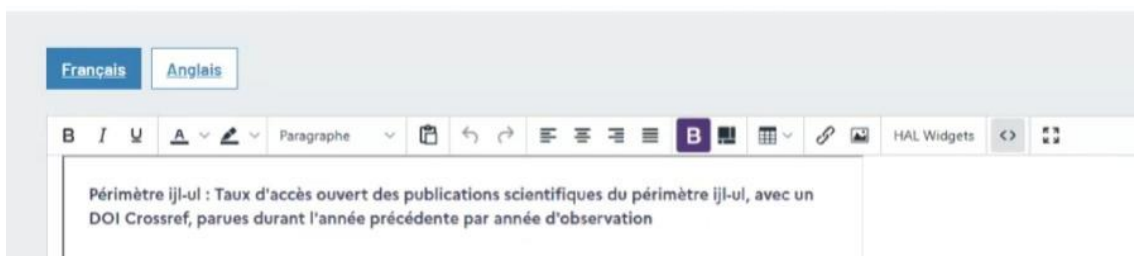 Français Anglais
B I U A Paragraphe B HAL Widgets <>
Périmètre ijl-ul : Taux d'accès ouvert des publications scientifiques du périmètre ijl-ul, avec un
DOI Crossref, parues durant l'année précédente par année d'observation